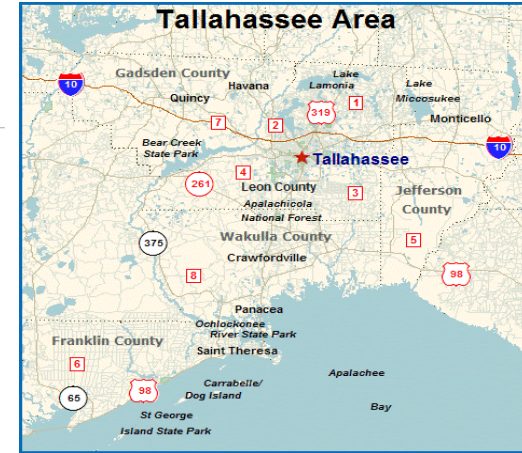 Tallahassee Area
Gadsden County
10
Havana
Lake
Lamonia
Lake
Miccosukee
Quincy
1
319
Monticello
7
2
Bear Creek
State Park
10
Tallahassee
4
261
Leon County
3
Jefferson
County
Apalachicola
National Forest
Wakulla County
375
5
Crawfordville
8
98
Panacea
Ochlockonee
River State Park
Franklin County
Saint Theresa
6
Apalachee
Carrabelle/
Dog Island
98
65
Bay
St George
Island State Park